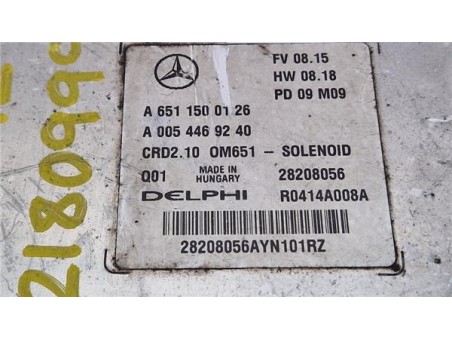 FV 08.15
HW 08.18
PD 09 M09
A 651 150 01 26
A 005 446 92 40
CRD2.10 OM651 - SOLENOID
Q01 MADE IN HUNGARY 28208056
DELPHI R0414A008A
28208056AYN101RZ